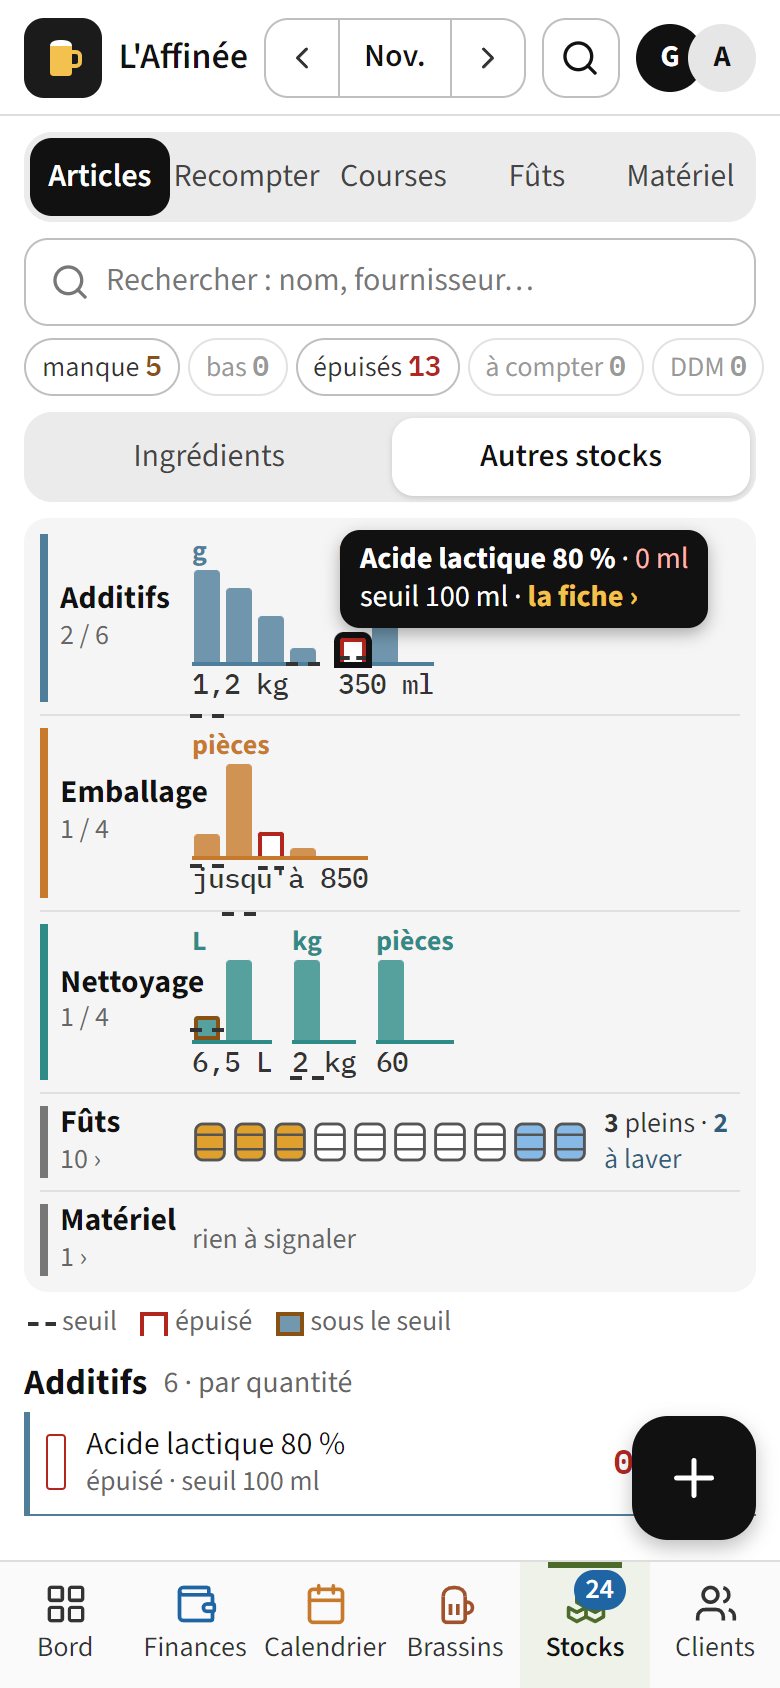 L'Affinée
Nov.
G
A
Articles
Recompter
Courses
Fûts
Matériel
Rechercher : nom, fournisseur…
manque 5
bas 0
épuisés 13
à compter 0
DDM 0
Ingrédients
Autres stocks
Acide lactique 80 % · 0 ml
seuil 100 ml · la fiche ›
g
Additifs
2 / 6
1,2 kg
350 ml
pièces
Emballage
1 / 4
jusqu'à 850
L
kg
pièces
Nettoyage
1 / 4
6,5 L
2 kg
60
Fûts
10 ›
3 pleins · 2
à laver
Matériel
1 ›
rien à signaler
seuil
épuisé
sous le seuil
Additifs 6 · par quantité
Acide lactique 80 %
épuisé · seuil 100 ml
0
24
Bord
Finances
Calendrier
Brassins
Stocks
Clients